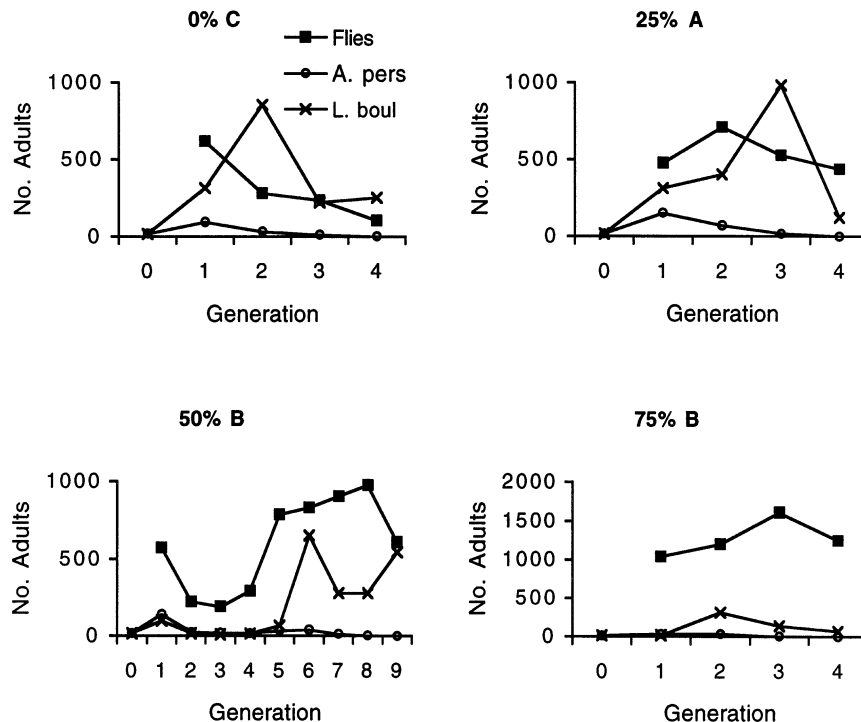 0% C
Flies
A. pers
L. boul
1000
500
0
No. Adults
0 1 2 3 4
Generation
25% A
1000
500
0
No. Adults
0 1 2 3 4
Generation
50% B
1000
500
0
No. Adults
0 1 2 3 4 5 6 7 8 9
Generation
75% B
2000
1500
1000
500
0
No. Adults
0 1 2 3 4
Generation